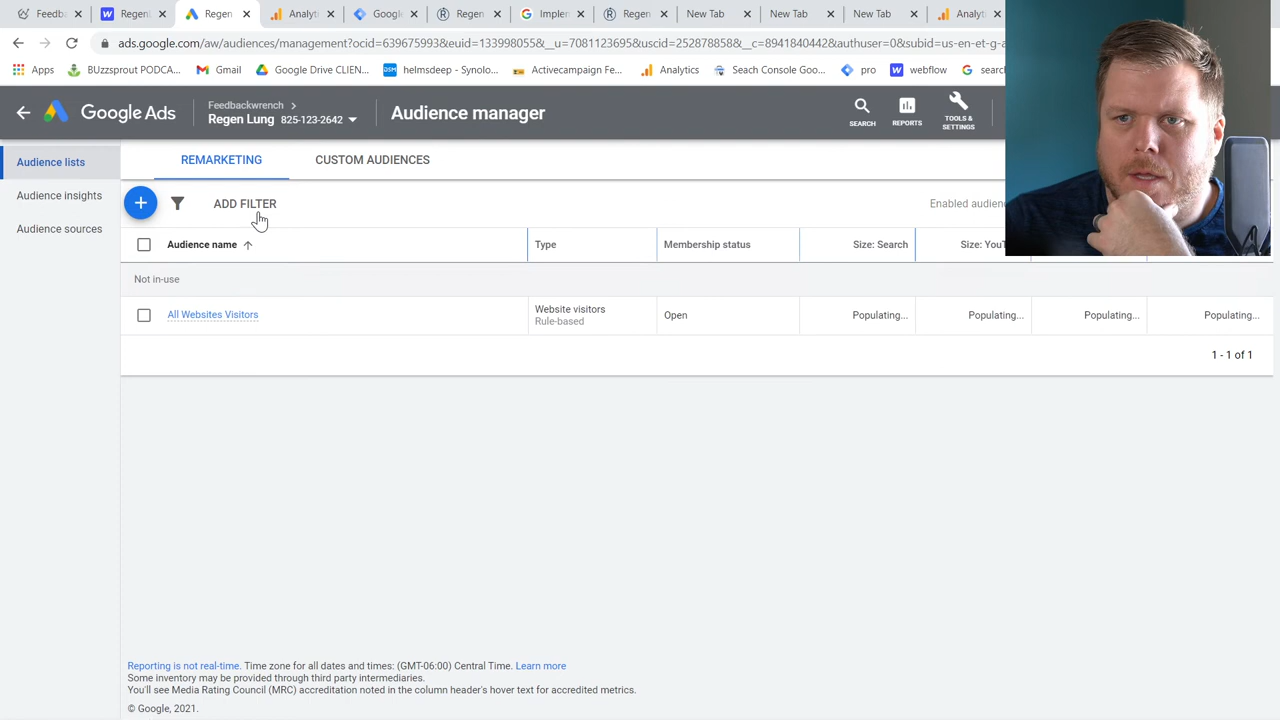 Feedba
Regen
Regen
Analyti
Google
Regen
Implem
Regen
New Tab
New Tab
New Tab
Analyti
ads.google.com/aw/audiences/management?ocid=639675993&euid=1339980558&__u=7081123695&uscid=252878858&__c=8941840442&authuser=0&subid=us-en-et-g-a
Apps
BUzzsprout PODCA...
Gmail
Google Drive CLIEN...
helmsdeep - Synolo...
Activecampaign Fe...
Analytics
Seach Console Goo...
pro
webflow
search
Google Ads
Feedbackwrench
Regen Lung 825-123-2642
Audience manager
SEARCH
REPORTS
TOOLS &
SETTINGS
Audience lists
Audience insights
Audience sources
REMARKETING
CUSTOM AUDIENCES
ADD FILTER
Enabled audien
Audience name
Type
Membership status
Size: Search
Size: YouT
Not in-use
All Websites Visitors
Website visitors
Rule-based
Open
Populating...
Populating...
Populating...
Populating...
1 - 1 of 1
Reporting is not real-time. Time zone for all dates and times: (GMT-06:00) Central Time. Learn more
Some inventory may be provided through third party intermediaries.
You'll see Media Rating Council (MRC) accreditation noted in the column header's hover text for accredited metrics.
© Google, 2021.